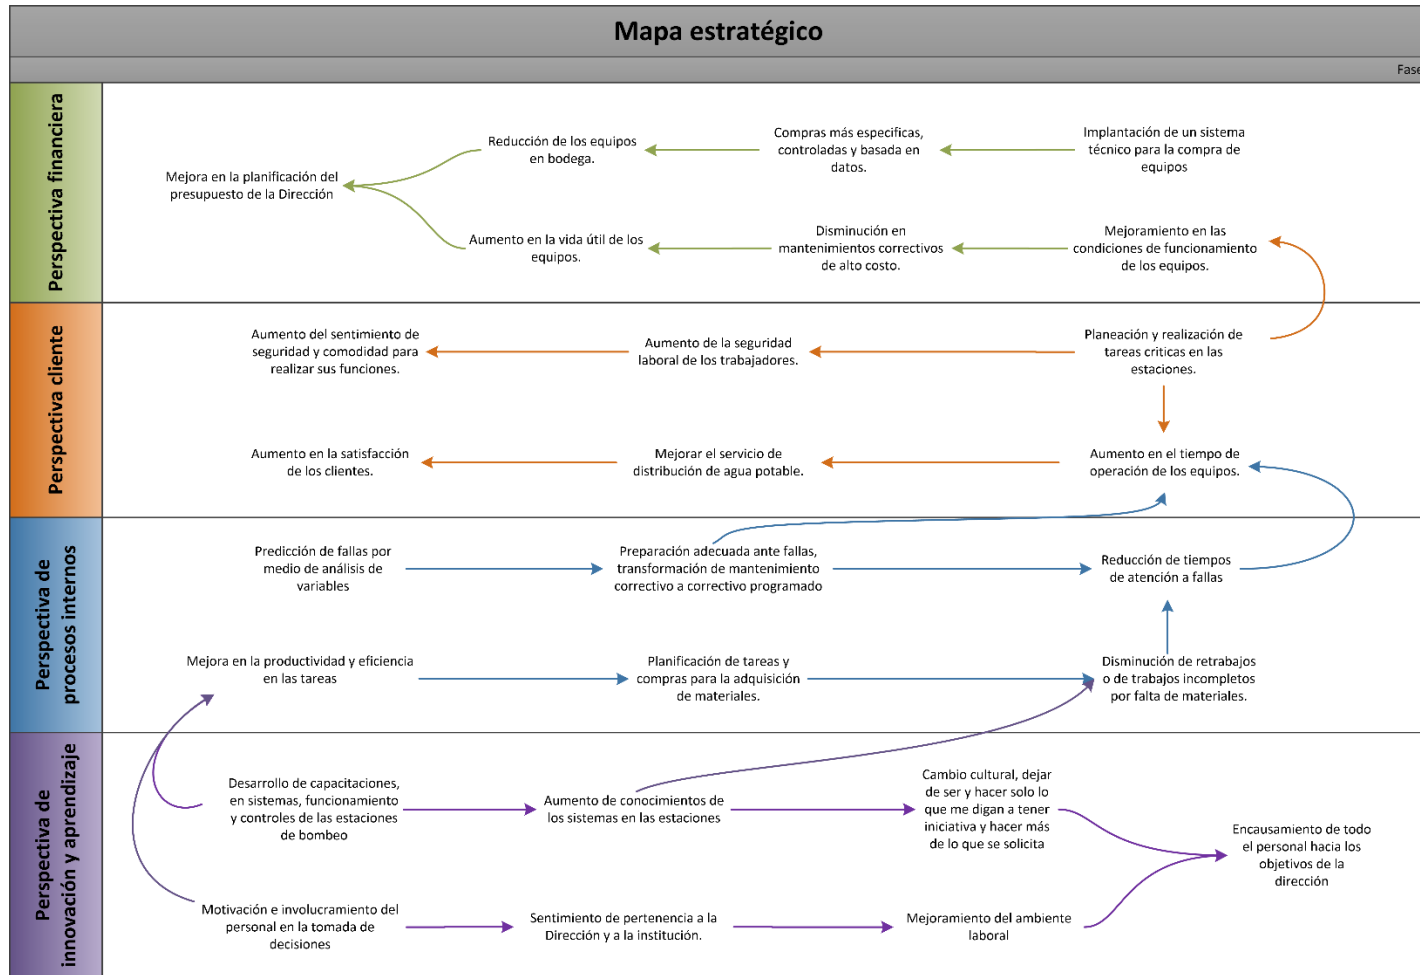 Mapa estratégico
Fase
Perspectiva financiera
Reducción de los equipos
en bodega.
Compras más especificas,
controladas y basada en
datos.
Implantación de un sistema
técnico para la compra de
equipos
Mejora en la planificación del
presupuesto de la Dirección
Aumento en la vida útil de los
equipos.
Disminución en
mantenimientos correctivos
de alto costo.
Mejoramiento en las
condiciones de funcionamiento
de los equipos.
Perspectiva cliente
Aumento del sentimiento de
seguridad y comodidad para
realizar sus funciones.
Aumento de la seguridad
laboral de los trabajadores.
Planeación y realización de
tareas criticas en las
estaciones.
Aumento en la satisfacción
de los clientes.
Mejorar el servicio de
distribución de agua potable.
Aumento en el tiempo de
operación de los equipos.
Perspectiva de
procesos internos
Predicción de fallas por
medio de análisis de
variables
Preparación adecuada ante fallas,
transformación de mantenimiento
correctivo a correctivo programado
Reducción de tiempos
de atención a fallas
Mejora en la productividad y eficiencia
en las tareas
Planificación de tareas y
compras para la adquisición
de materiales.
Disminución de retrabajos
o de trabajos incompletos
por falta de materiales.
Perspectiva de
innovación y aprendizaje
Desarrollo de capacitaciones,
en sistemas, funcionamiento
y controles de las estaciones
de bombeo
Aumento de conocimientos de
los sistemas en las estaciones
Cambio cultural, dejar
de ser y hacer solo lo
que me digan a tener
iniciativa y hacer más
de lo que se solicita
Encausamiento de todo
el personal hacia los
objetivos de la
dirección
Motivación e involucramiento del
personal en la tomada de
decisiones
Sentimiento de pertenencia a la
Dirección y a la institución.
Mejoramiento del ambiente
laboral